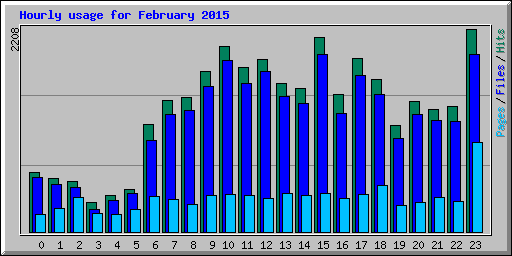 Hourly usage for February 2015
2208
Pages / Files / Hits
0 1 2 3 4 5 6 7 8 9 10 11 12 13 14 15 16 17 18 19 20 21 22 23